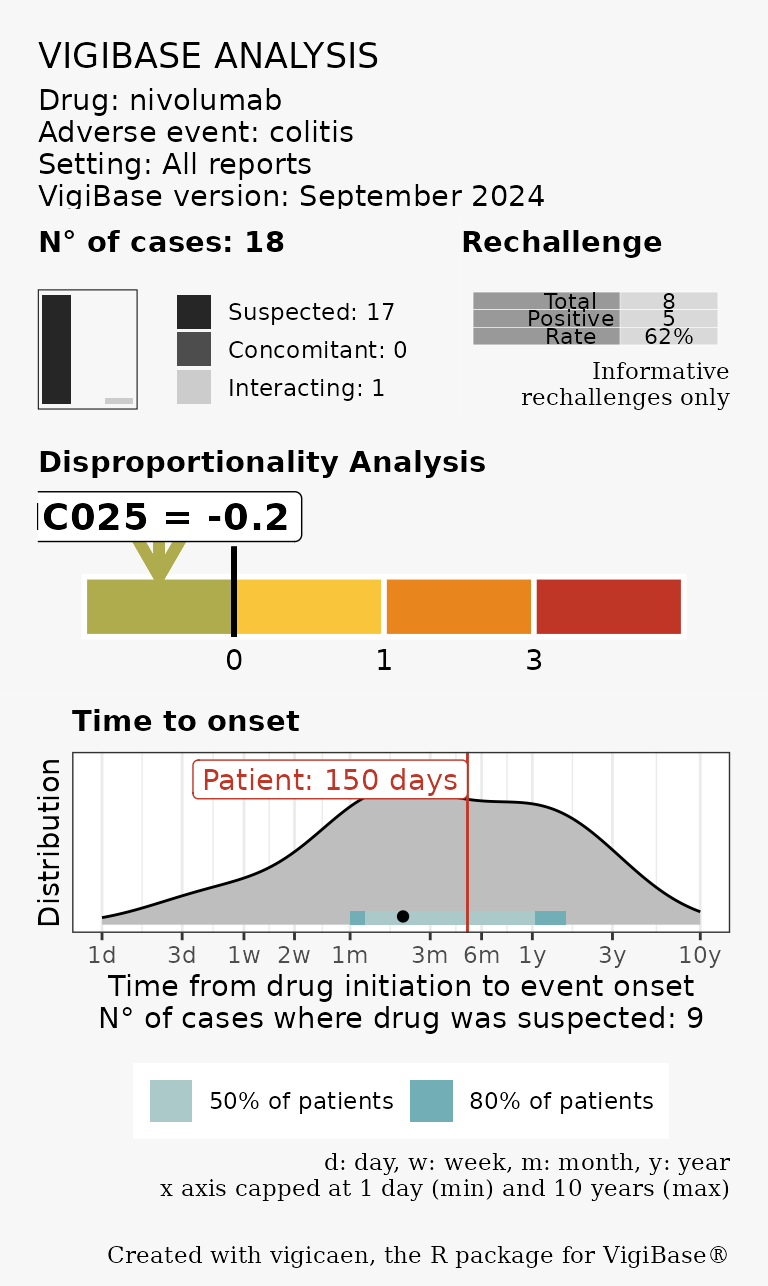 VIGIBASE ANALYSIS
Drug: nivolumab
Adverse event: colitis
Setting: All reports
VigiBase version: September 2024
N° of cases: 18
Suspected: 17
Concomitant: 0
Interacting: 1
Rechallenge
Total 8
Positive 5
Rate 62%
Informative
rechallenges only
Disproportionality Analysis
IC025 = -0.2
0 1 3
Time to onset
Distribution
Patient: 150 days
1d 3d 1w 2w 1m 3m 6m 1y 3y 10y
Time from drug initiation to event onset
N° of cases where drug was suspected: 9
50% of patients 80% of patients
d: day, w: week, m: month, y: year
x axis capped at 1 day (min) and 10 years (max)
Created with vigicaen, the R package for VigiBase®